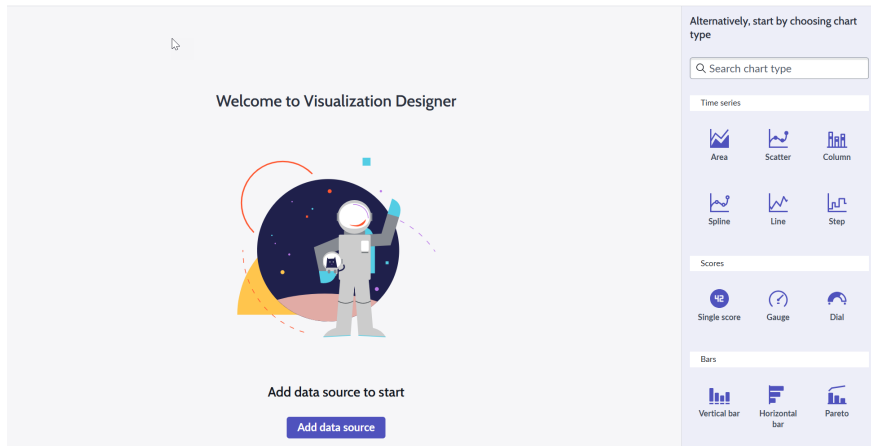 Alternatively, start by choosing chart
type
Search chart type
Welcome to Visualization Designer
Time series
Area
Scatter
Column
Spline
Line
Step
Scores
42
Single score
Gauge
Dial
Bars
Vertical bar
Horizontal
bar
Pareto
Add data source to start
Add data source